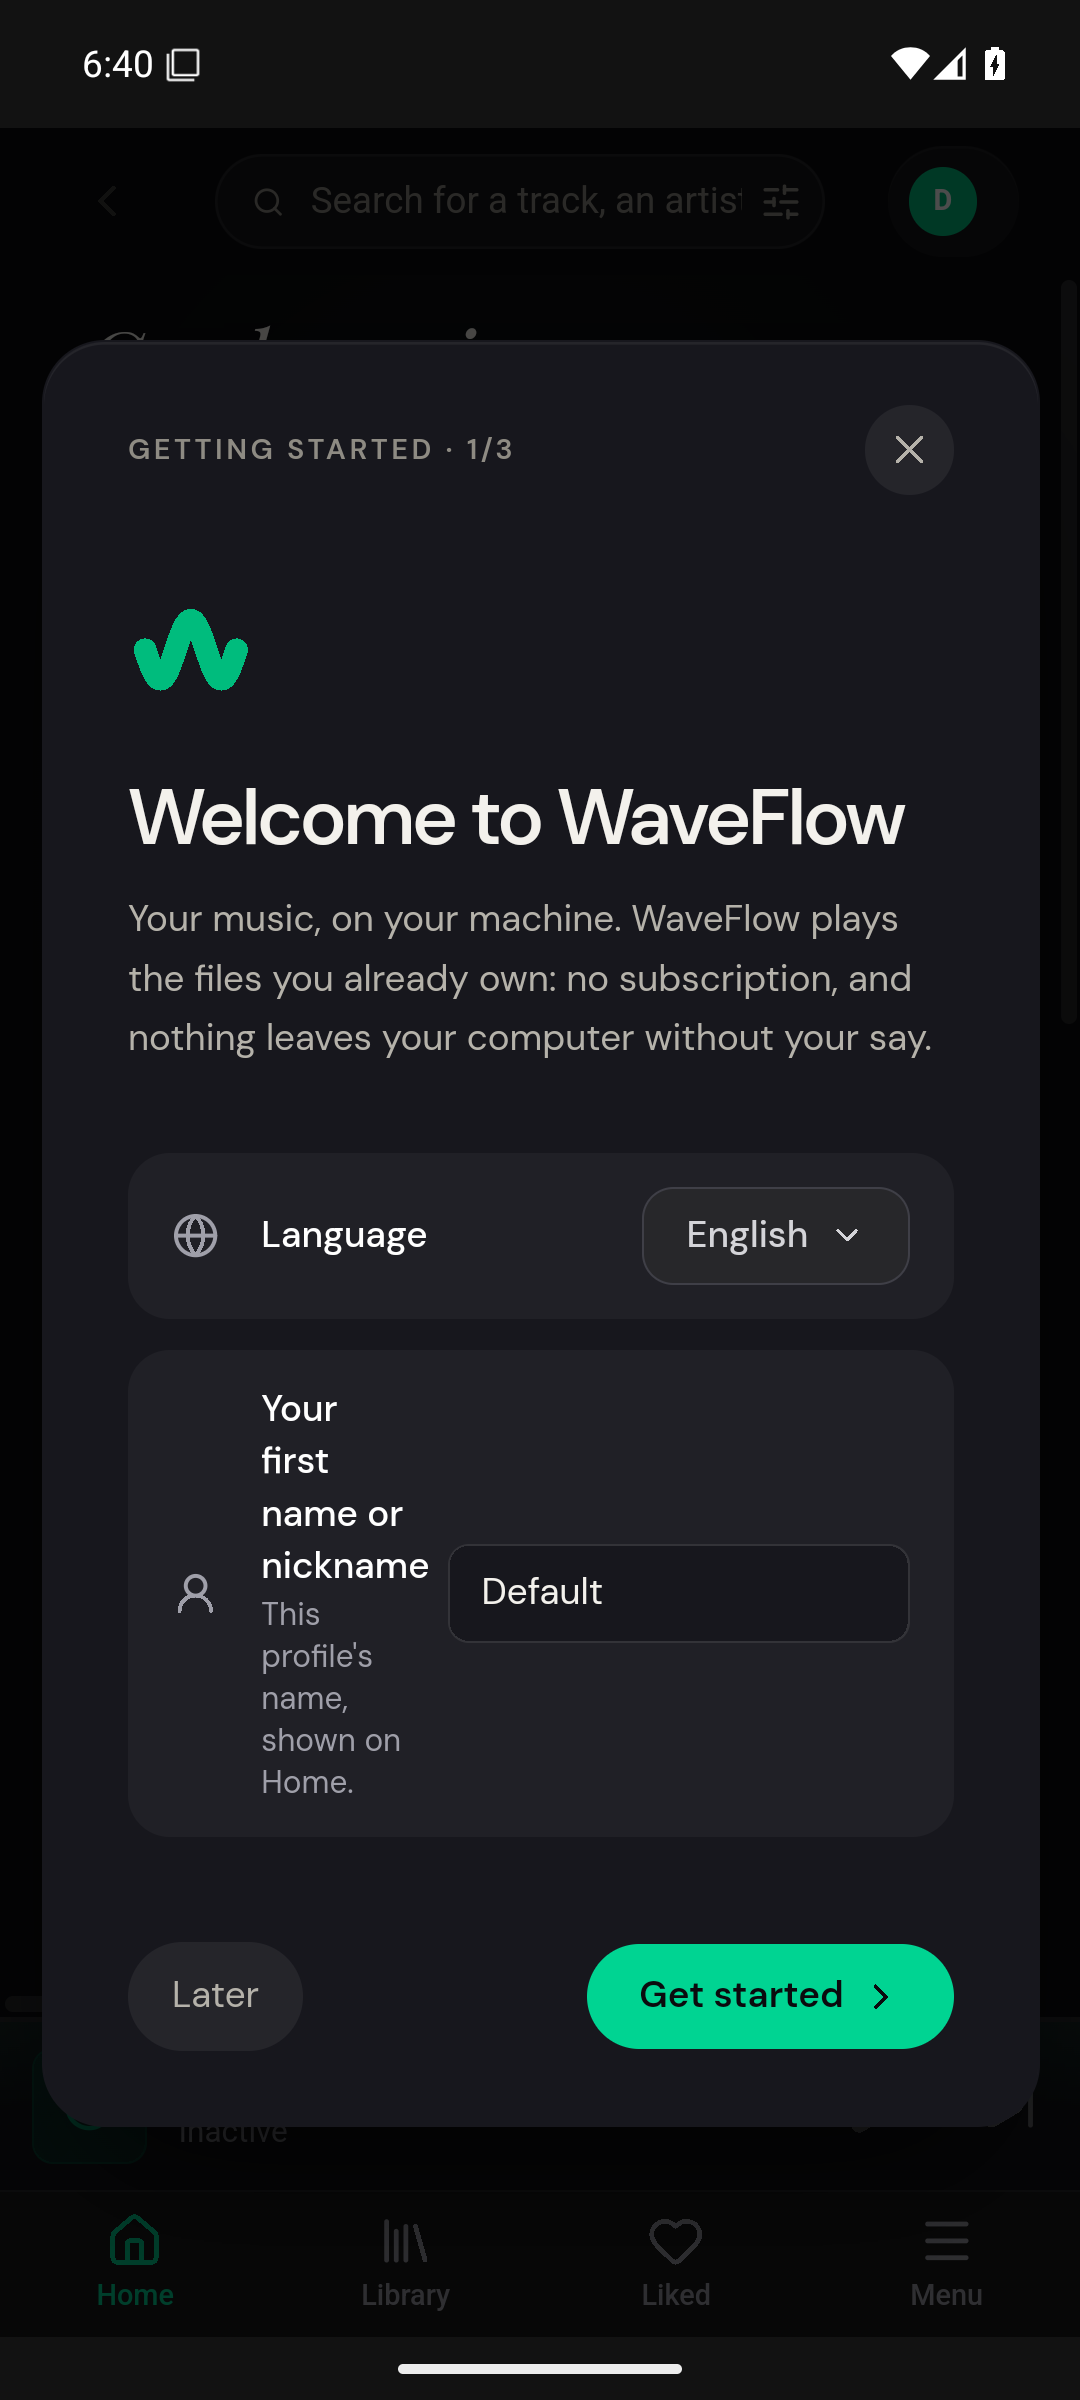 6:40
Search for a track, an artist
D
GETTING STARTED · 1/3
Welcome to WaveFlow
Your music, on your machine. WaveFlow plays
the files you already own: no subscription, and
nothing leaves your computer without your say.
Language
English
Your
first
name or
nickname
This
profile's
name,
shown on
Home.
Default
Later
Get started
Inactive
Home
Library
Liked
Menu